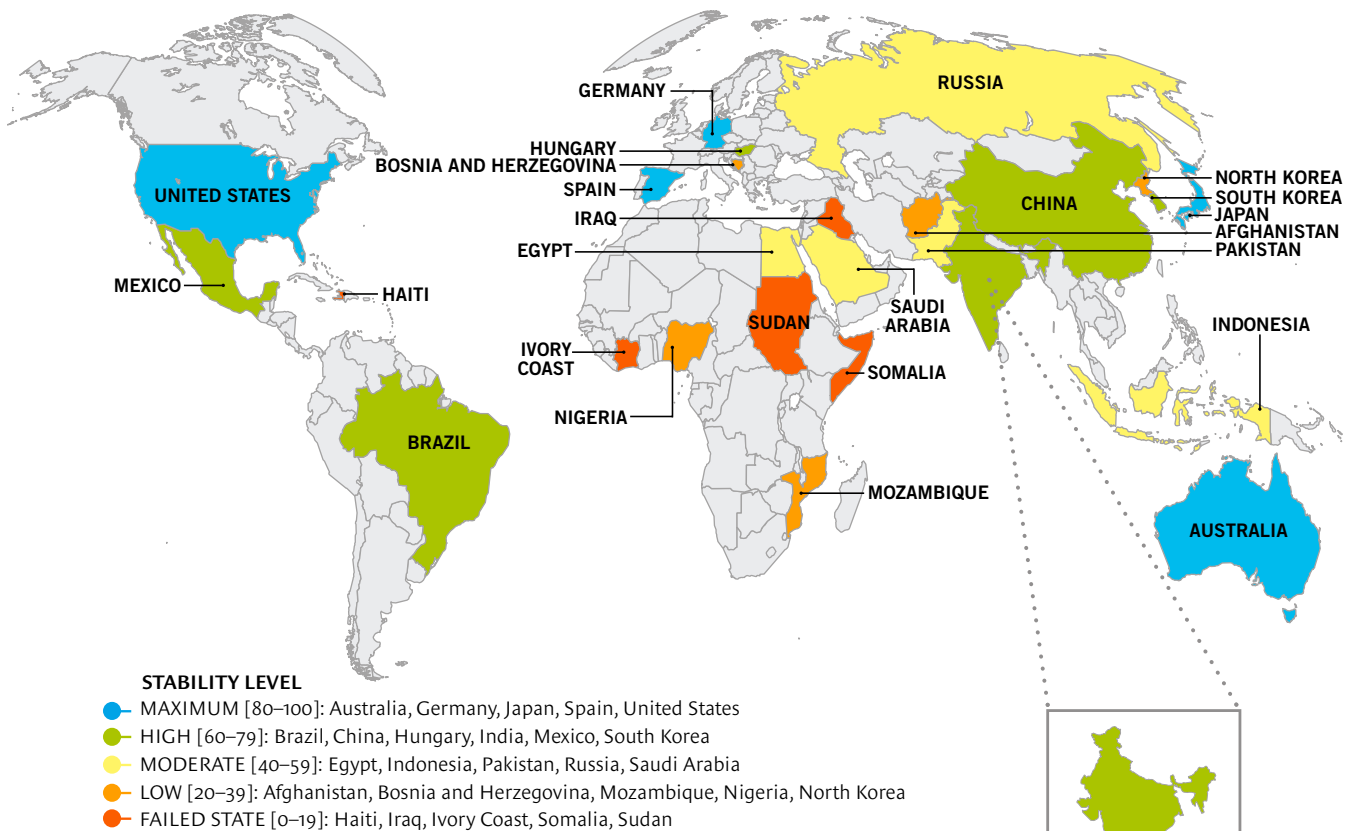 RUSSIA
GERMANY
HUNGARY
BOSNIA AND HERZEGOVINA
SPAIN
IRAQ
EGYPT
UNITED STATES
MEXICO
HAITI
CHINA
NORTH KOREA
SOUTH KOREA
JAPAN
AFGHANISTAN
PAKISTAN
SAUDI
ARABIA
SUDAN
INDONESIA
IVORY
COAST
SOMALIA
NIGERIA
BRAZIL
MOZAMBIQUE
AUSTRALIA
STABILITY LEVEL
MAXIMUM [80–100]: Australia, Germany, Japan, Spain, United States
HIGH [60–79]: Brazil, China, Hungary, India, Mexico, South Korea
MODERATE [40–59]: Egypt, Indonesia, Pakistan, Russia, Saudi Arabia
LOW [20–39]: Afghanistan, Bosnia and Herzegovina, Mozambique, Nigeria, North Korea
FAILED STATE [0–19]: Haiti, Iraq, Ivory Coast, Somalia, Sudan